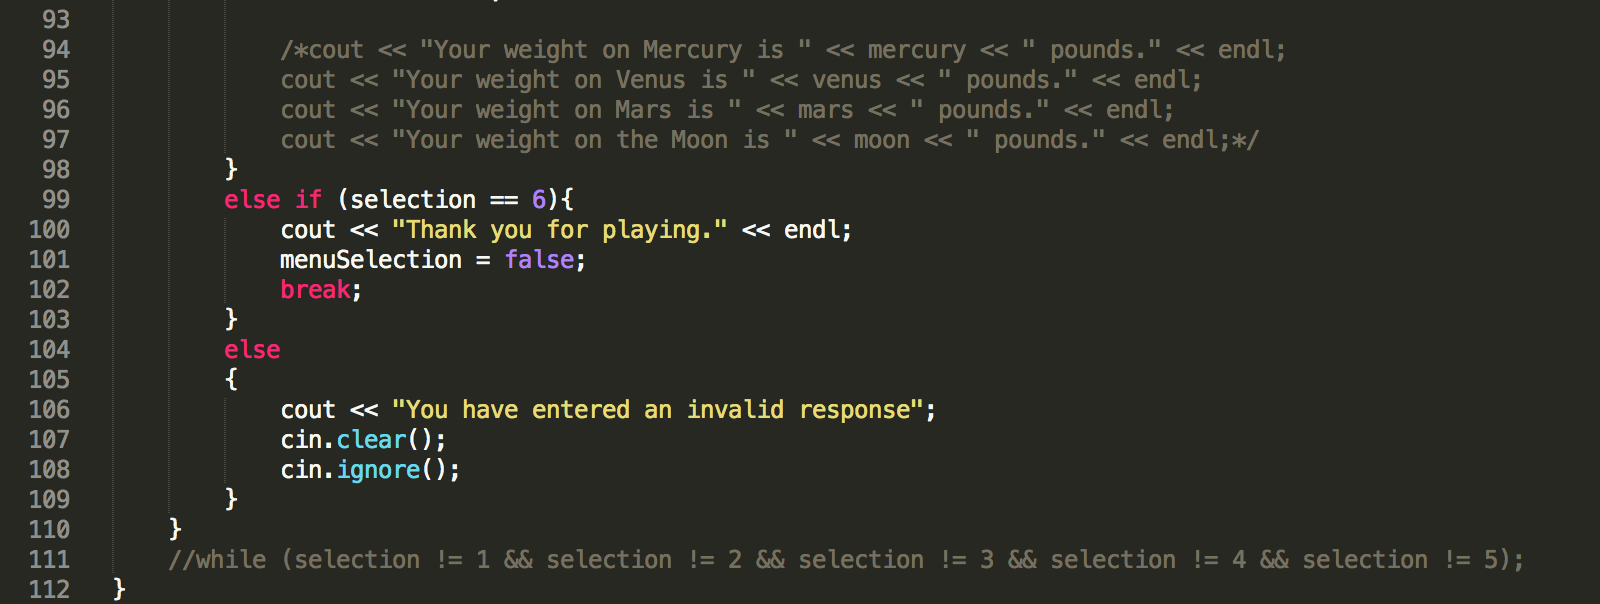 93
94 /*cout << "Your weight on Mercury is " << mercury << " pounds." << endl;
95 cout << "Your weight on Venus is " << venus << " pounds." << endl;
96 cout << "Your weight on Mars is " << mars << " pounds." << endl;
97 cout << "Your weight on the Moon is " << moon << " pounds." << endl;*/
98 }
99 else if (selection == 6){
100 cout << "Thank you for playing." << endl;
101 menuSelection = false;
102 break;
103 }
104 else
105 {
106 cout << "You have entered an invalid response";
107 cin.clear();
108 cin.ignore();
109 }
110 }
111 //while (selection != 1 && selection != 2 && selection != 3 && selection != 4 && selection != 5);
112 }